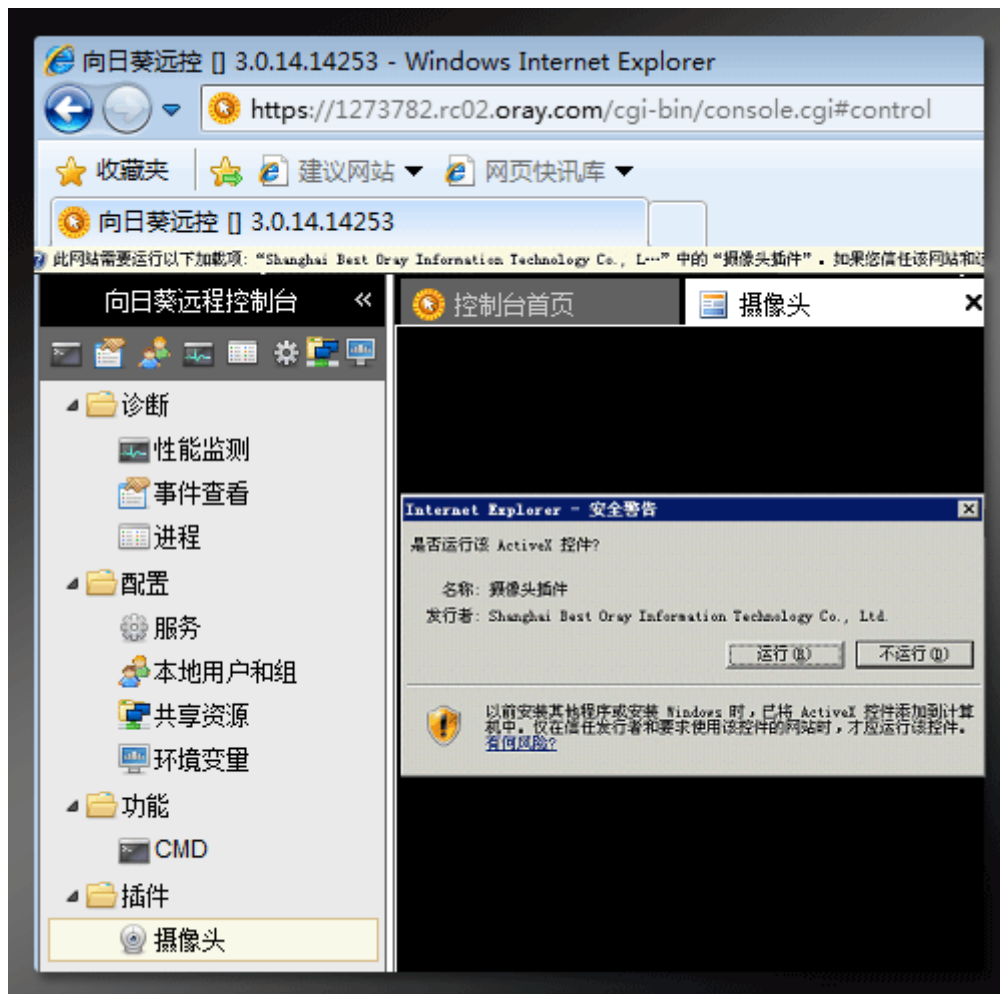 向日葵远控 [] 3.0.14.14253 - Windows Internet Explorer
https://1273782.rc02.oray.com/cgi-bin/console.cgi#control
收藏夹 建议网站 网页快讯库
向日葵远控 [] 3.0.14.14253
此网站需要运行以下加载项: “Shanghai Best Oray Information Technology Co., L...” 中的 “摄像头插件”。如果您信任该网站和
向日葵远程控制台 «
控制台首页
摄像头
诊断
性能监测
事件查看
进程
配置
服务
本地用户和组
共享资源
环境变量
功能
CMD
插件
摄像头
Internet Explorer - 安全警告
是否运行该 ActiveX 控件?
名称: 摄像头插件
发行者: Shanghai Best Oray Information Technology Co., Ltd.
运行(R) 不运行(D)
以前安装其他程序或安装 Windows 时，已将 ActiveX 控件添加到计算
机中。仅在信任发行者和要求使用该控件的网站时，才应运行该控件。
有何风险?